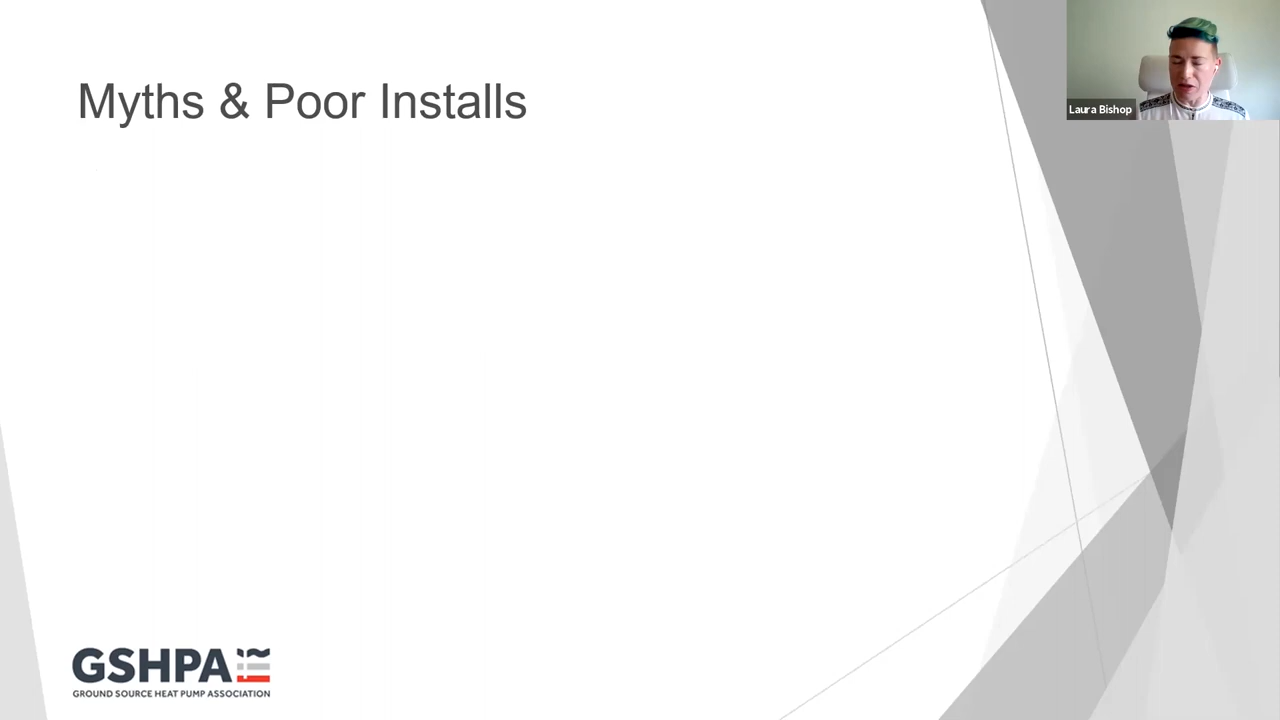 Myths & Poor Installs
Laura Bishop
GSHPA
GROUND SOURCE HEAT PUMP ASSOCIATION